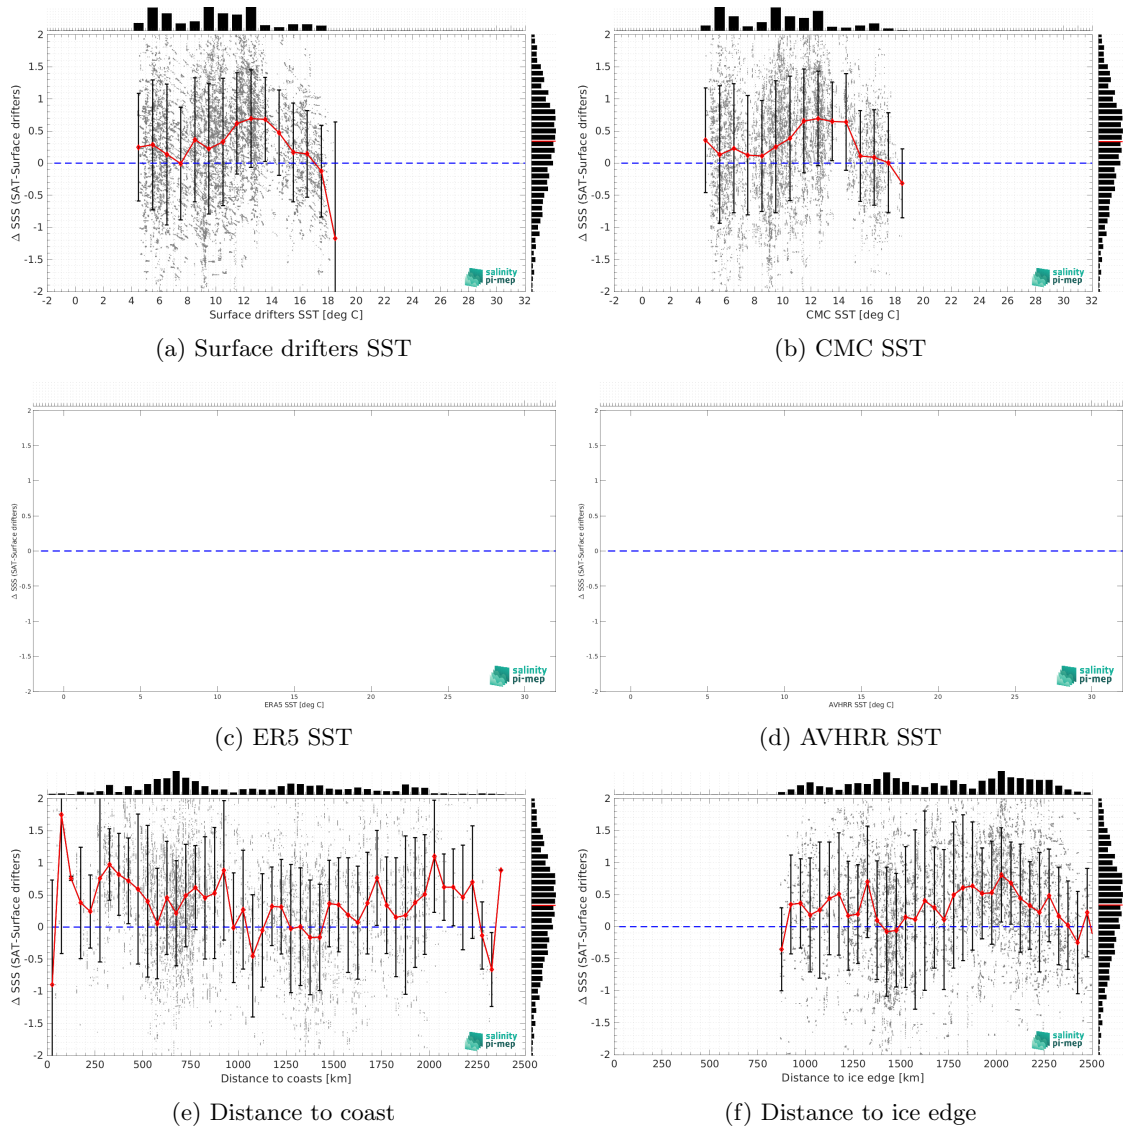 2
1.5
1
0.5
0
-0.5
-1
-1.5
-2
Δ SSS (SAT-Surface drifters)
-2 0 2 4 6 8 10 12 14 16 18 20 22 24 26 28 30 32
Surface drifters SST [deg C]
salinity
pi-mep
(a) Surface drifters SST
2
1.5
1
0.5
0
-0.5
-1
-1.5
-2
Δ SSS (SAT-Surface drifters)
-2 0 2 4 6 8 10 12 14 16 18 20 22 24 26 28 30 32
CMC SST [deg C]
salinity
pi-mep
(b) CMC SST
2
1.5
1
0.5
0
-0.5
-1
-1.5
-2
Δ SSS (SAT-Surface drifters)
0 5 10 15 20 25 30
ERA5 SST [deg C]
salinity
pi-mep
(c) ER5 SST
2
1.5
1
0.5
0
-0.5
-1
-1.5
-2
Δ SSS (SAT-Surface drifters)
0 5 10 15 20 25 30
AVHRR SST [deg C]
salinity
pi-mep
(d) AVHRR SST
2
1.5
1
0.5
0
-0.5
-1
-1.5
-2
Δ SSS (SAT-Surface drifters)
0 250 500 750 1000 1250 1500 1750 2000 2250 2500
Distance to coasts [km]
salinity
pi-mep
(e) Distance to coast
2
1.5
1
0.5
0
-0.5
-1
-1.5
-2
Δ SSS (SAT-Surface drifters)
0 250 500 750 1000 1250 1500 1750 2000 2250 2500
Distance to ice edge [km]
salinity
pi-mep
(f) Distance to ice edge